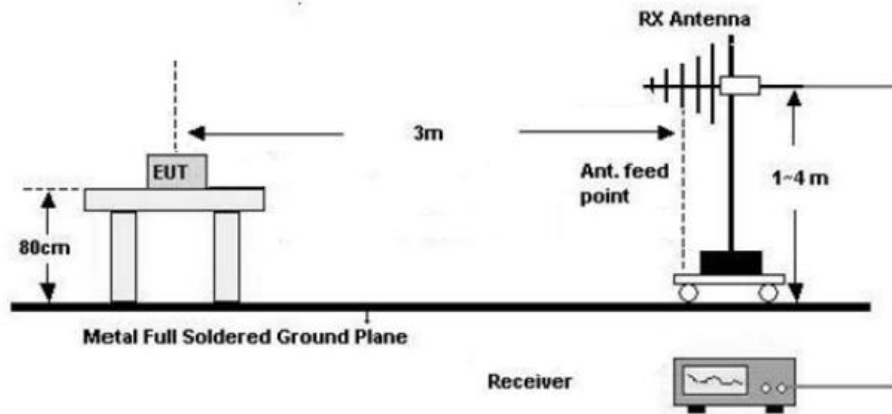 RX Antenna
3m
EUT
Ant. feed
point
1~4 m
80cm
Metal Full Soldered Ground Plane
Receiver